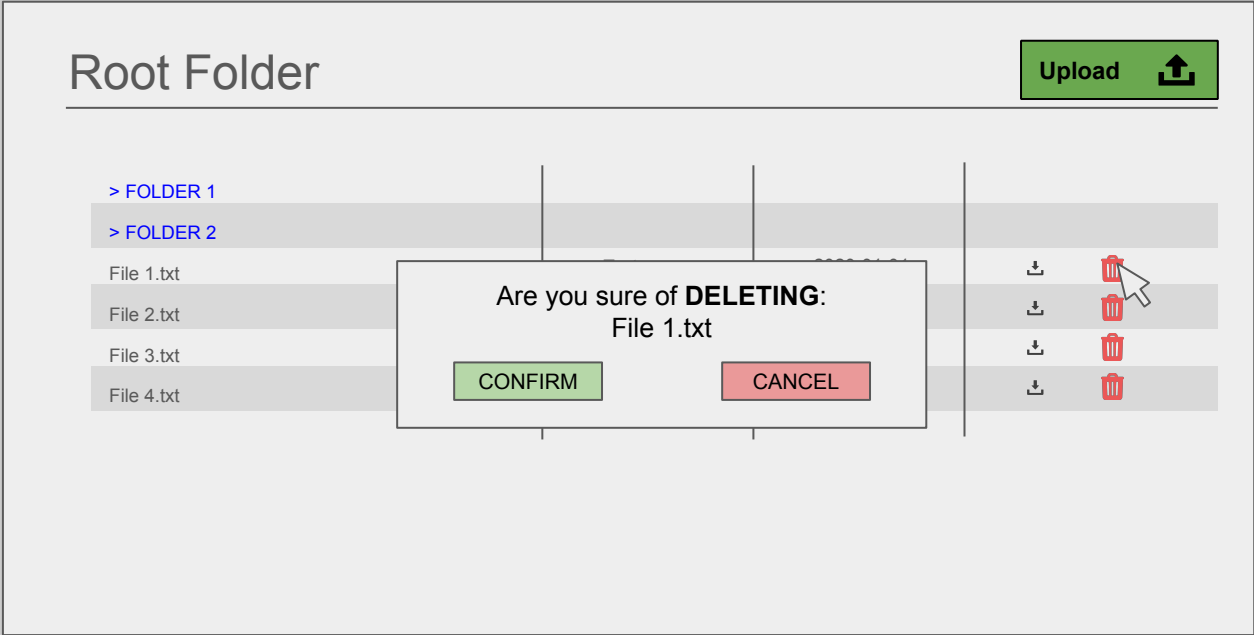 Root Folder
Upload
> FOLDER 1
> FOLDER 2
File 1.txt
File 2.txt
File 3.txt
File 4.txt
Are you sure of DELETING:
File 1.txt
CONFIRM
CANCEL